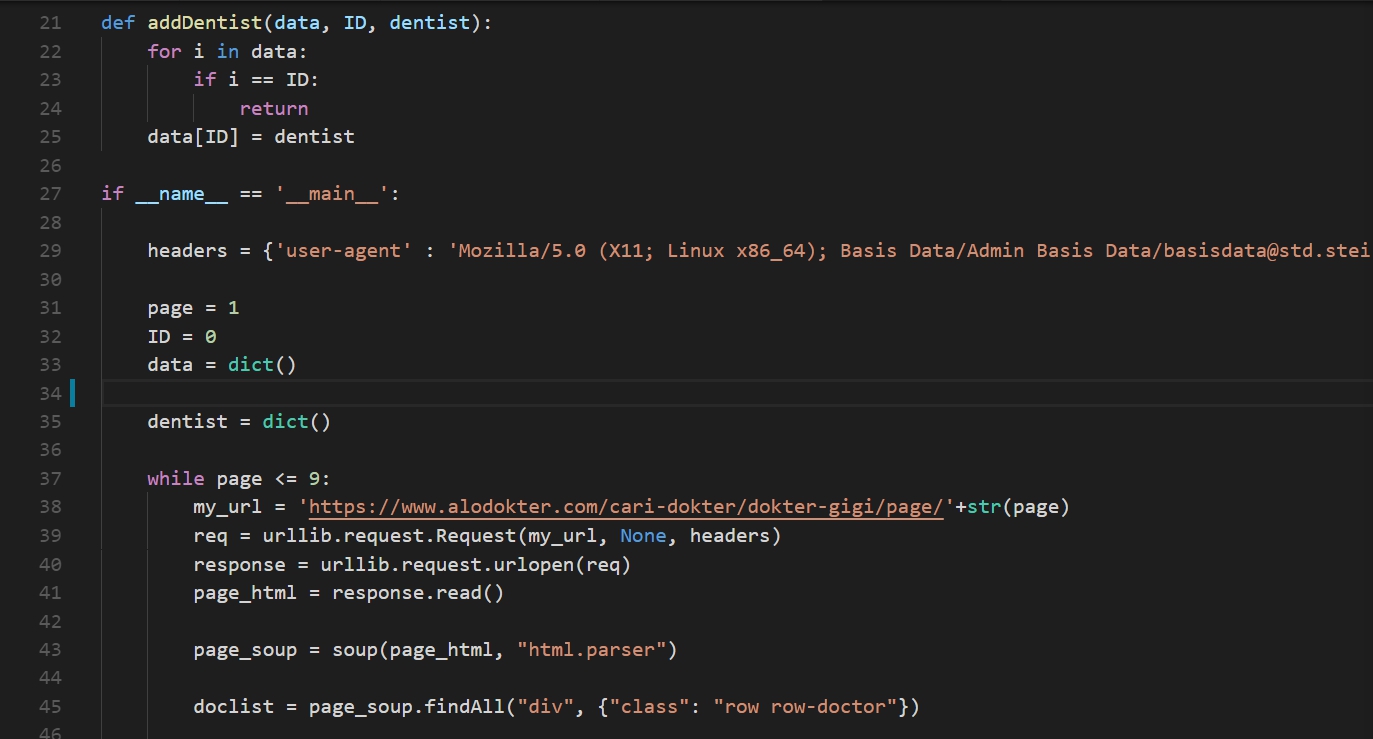 21 def addDentist(data, ID, dentist):
22     for i in data:
23         if i == ID:
24             return
25     data[ID] = dentist
26
27 if __name__ == '__main__':
28
29     headers = {'user-agent' : 'Mozilla/5.0 (X11; Linux x86_64); Basis Data/Admin Basis Data/basisdata@std.stei
30
31     page = 1
32     ID = 0
33     data = dict()
34
35     dentist = dict()
36
37     while page <= 9:
38         my_url = 'https://www.alodokter.com/cari-dokter/dokter-gigi/page/'+str(page)
39         req = urllib.request.Request(my_url, None, headers)
40         response = urllib.request.urlopen(req)
41         page_html = response.read()
42
43         page_soup = soup(page_html, "html.parser")
44
45         doclist = page_soup.findAll("div", {"class": "row row-doctor"})
46